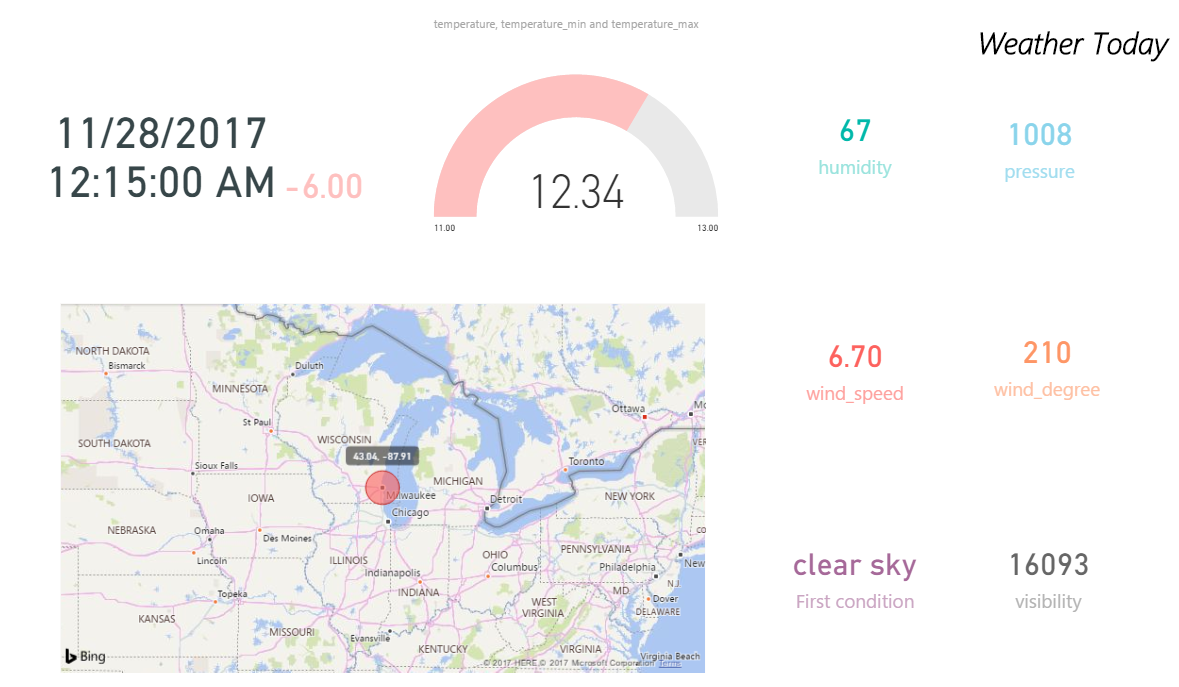 temperature, temperature_min and temperature_max
Weather Today
11/28/2017
12:15:00 AM
-6.00
12.34
11.00
13.00
67
humidity
1008
pressure
6.70
wind_speed
210
wind_degree
clear sky
First condition
16093
visibility
NORTH DAKOTA
Bismarck
Duluth
MINNESOTA
St Paul
Ottawa
WISCONSIN
SOUTH DAKOTA
43.04, -87.91
Sioux Falls
Toronto
MICHIGAN
IOWA
Milwaukee
Detroit
NEW YORK
Chicago
NEBRASKA
Omaha
Des Moines
Lincoln
ILLINOIS
OHIO
PENNSYLVANIA
Indianapolis
Columbus
Philadelphia
New
INDIANA
MD
NJ
Topeka
Dover
DELAWARE
WEST
VIRGINIA
KANSAS
MISSOURI
Evansville
KENTUCKY
VIRGINIA
Virginia Beach
Bing
© 2017 HERE, © 2017 Microsoft Corporation Terms